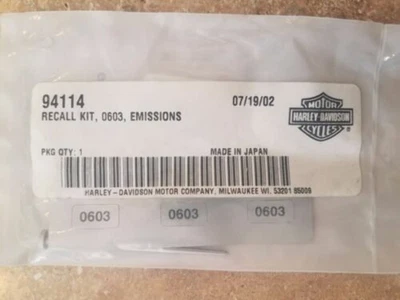 94114
07/19/02
RECALL KIT, 0603, EMISSIONS
MOTOR
HARLEY-DAVIDSON
CYCLES
PKG QTY: 1
MADE IN JAPAN
HARLEY-DAVIDSON MOTOR COMPANY, MILWAUKEE WI. 53201 85009
0603
0603
0603